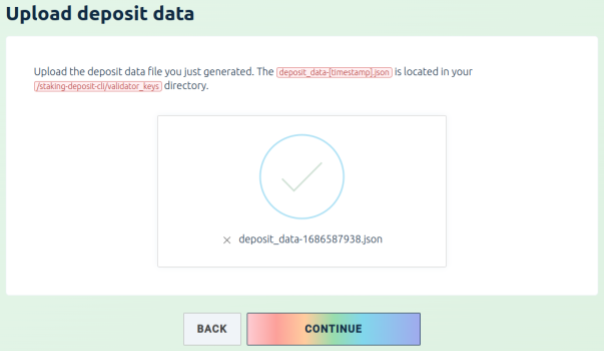 Upload deposit data
Upload the deposit data file you just generated. The deposit_data-[timestamp].json is located in your
/staking-deposit-cli/validator_keys directory.
× deposit_data-1686587938.json
BACK
CONTINUE